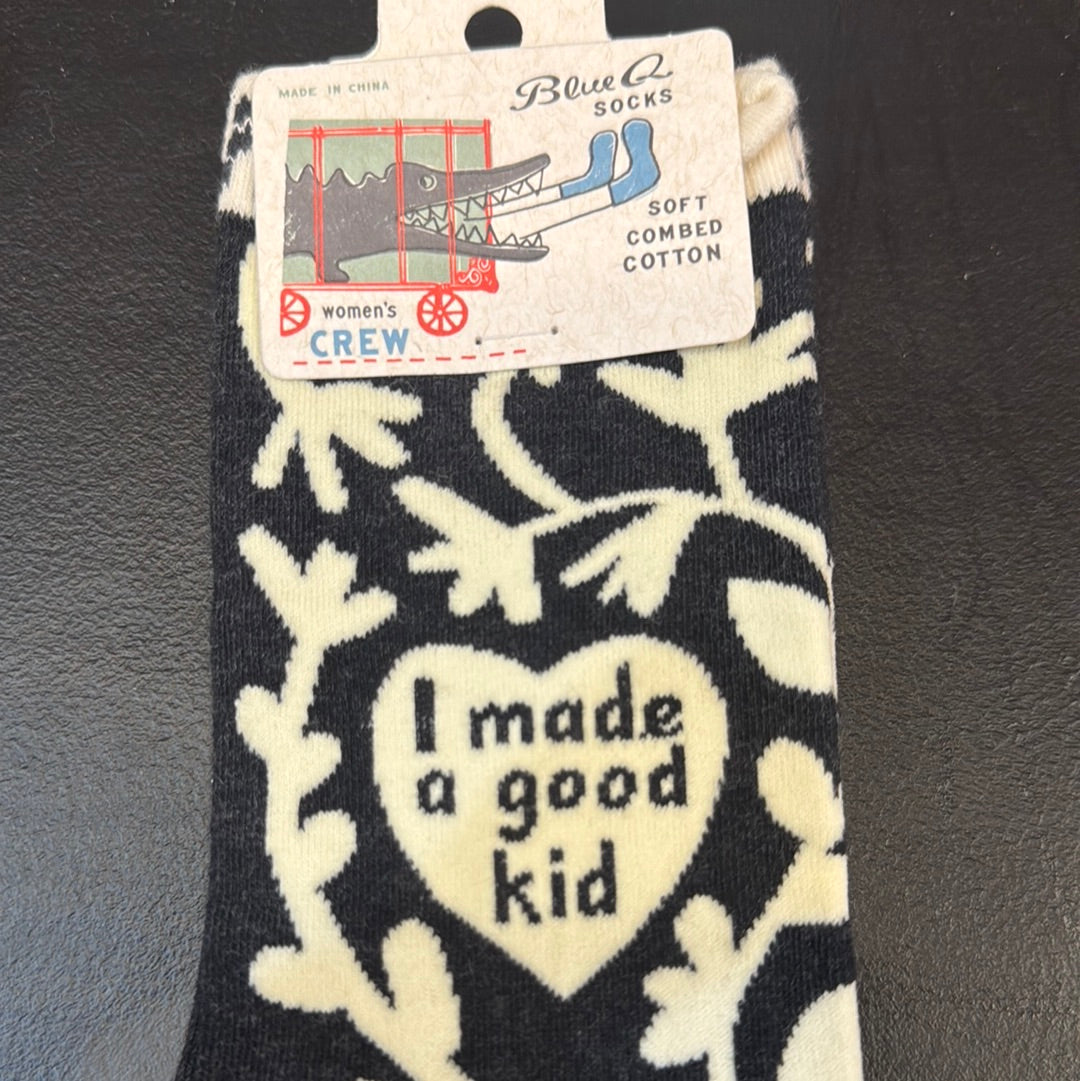 MADE IN CHINA
Blue Q
SOCKS
SOFT
COMBED
COTTON
women's
CREW
I made
a good
kid